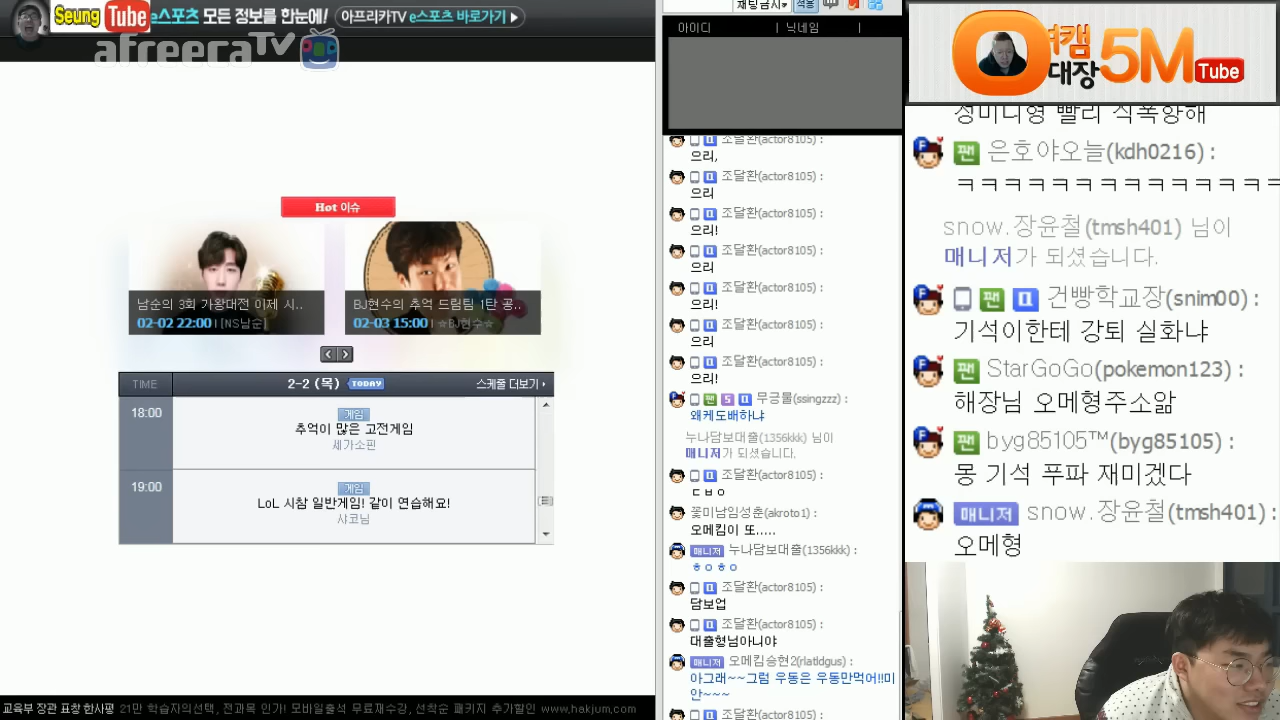 Seung Tube
e스포츠 모든 정보를 한눈에! 아프리카TV e스포츠 바로가기 ▶
afreecaTV
Hot 이슈
남순의 3회 가왕대전 이제 시..
02-02 22:00 | [NS남순]
BJ현수의 추억 드림팀 1탄 공..
02-03 15:00 | ☆BJ현수☆
TIME 2-2 (목) TODAY 스케줄 더보기
18:00 게임
추억이 많은 고전게임
세가소핀
19:00 게임
LoL 시참 일반게임! 같이 연습해요!
샤코님
교육부 장관 표창 한사평 21만 학습자의선택, 전과목 인가! 모바일출석 무료재수강, 선착순 패키지 추가할인 www.hakjum.com
채팅금지 적용
아이디 | 닉네임 |
조달환(actor8105) :
으리,
조달환(actor8105) :
으리
조달환(actor8105) :
으리!
조달환(actor8105) :
으리
조달환(actor8105) :
으리!
조달환(actor8105) :
으리
조달환(actor8105) :
으리!
팬 S 무긍물(ssingzzz) :
왜케도배하냐
누나담보대출(1356kkk) 님이
매니저가 되셨습니다.
조달환(actor8105) :
ㄷㅂㅇ
꽃미남임성춘(akroto1) :
오메킴이 또.....
매니저 누나담보대출(1356kkk) :
ㅎㅇㅎㅇ
조달환(actor8105) :
담보업
조달환(actor8105) :
대출형님아니야
매니저 오메킴승현2(rlatldgus) :
아그래~~그럼 우동은 우동만먹어!!미
안~~~
조달환(actor8105) :
여캠
대장 5M Tube
성미니형 빨리 식폭양해
팬 은호야오늘(kdh0216) :
ㅋㅋㅋㅋㅋㅋㅋㅋㅋㅋㅋㅋㅋㅋ
snow.장윤철(tmsh401) 님이
매니저가 되셨습니다.
팬 건빵학교장(snim00) :
기석이한테 강퇴 실화냐
팬 StarGoGo(pokemon123) :
해장님 오메형주소앎
팬 byg85105™(byg85105) :
몽 기석 푸파 재미겟다
매니저 snow.장윤철(tmsh401) :
오메형